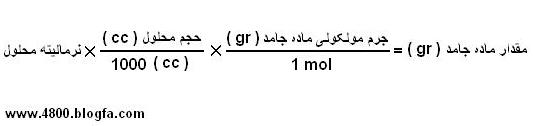 مقدار ماده جامد ( gr ) = جرم مولکولی ماده جامد ( gr ) / 1 mol × حجم محلول ( cc ) / 1000 ( cc ) × نرمالیته محلول
www.4800.blogfa.com